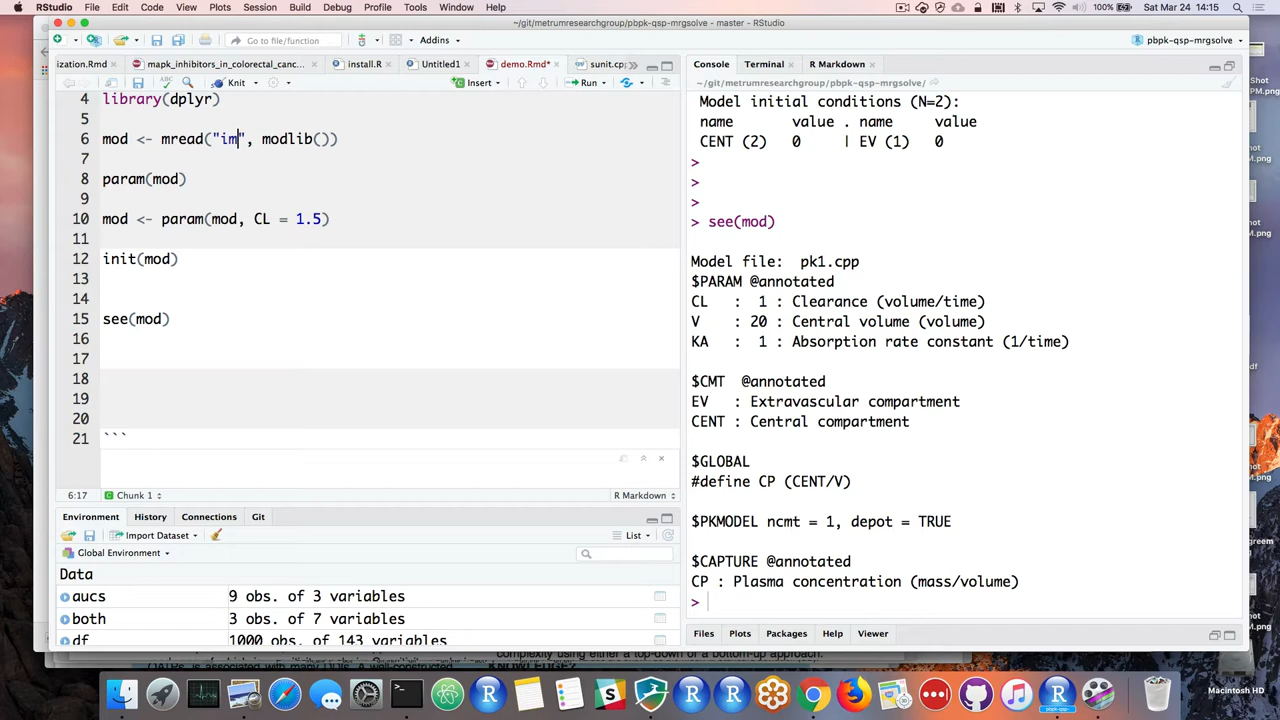 RStudio File Edit Code View Plots Session Build Debug Profile Tools Window Help
100% Sat Mar 24 14:15
~/git/metrumresearchgroup/pbpk-qsp-mrgsolve - master - RStudio
Go to file/function Addins pbpk-qsp-mrgsolve
ization.Rmd mapk_inhibitors_in_colorectal_canc... install.R Untitled1 demo.Rmd* sunit.cp
Knit Insert Run
4 library(dplyr)
5
6 mod <- mread("im", modlib())
7
8 param(mod)
9
10 mod <- param(mod, CL = 1.5)
11
12 init(mod)
13
14
15 see(mod)
16
17
18
19
20
21 ```
6:17 Chunk 1 R Markdown
Environment History Connections Git
Import Dataset List
Global Environment
Data
aucs 9 obs. of 3 variables
both 3 obs. of 7 variables
df 1000 obs. of 143 variables
Console Terminal R Markdown
~/git/metrumresearchgroup/pbpk-qsp-mrgsolve/
Model initial conditions (N=2):
name value . name value
CENT (2) 0 | EV (1) 0
>
>
>
> see(mod)
Model file: pk1.cpp
$PARAM @annotated
CL : 1 : Clearance (volume/time)
V : 20 : Central volume (volume)
KA : 1 : Absorption rate constant (1/time)
$CMT @annotated
EV : Extravascular compartment
CENT : Central compartment
$GLOBAL
#define CP (CENT/V)
$PKMODEL ncmt = 1, depot = TRUE
$CAPTURE @annotated
CP : Plasma concentration (mass/volume)
>
Files Plots Packages Help Viewer
complexity using either a top-down or a bottom-up approach.
Macintosh HD